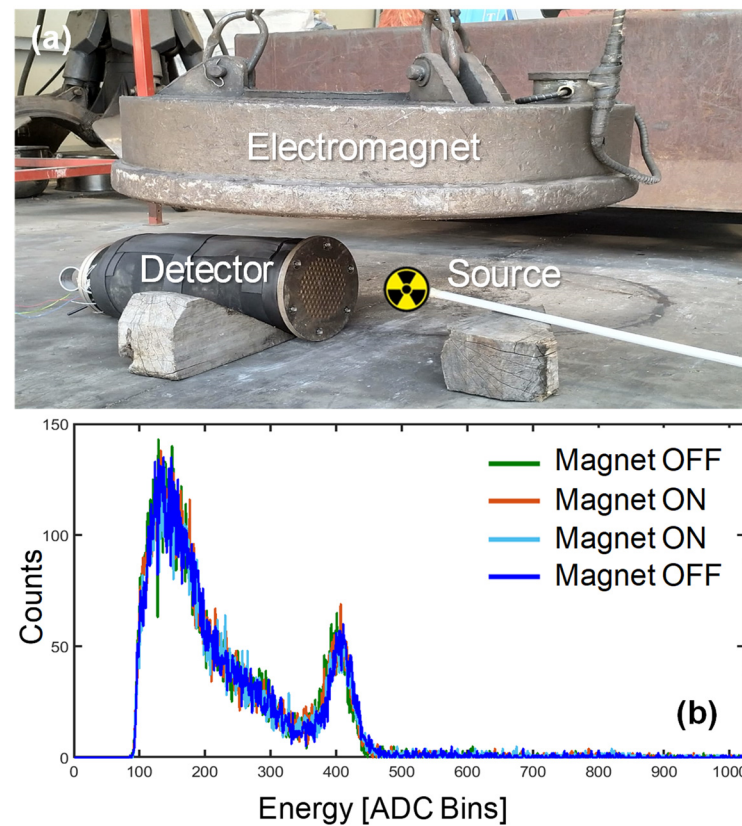 (a)
Electromagnet
Detector
Source
150
100
50
0
Counts
Magnet OFF
Magnet ON
Magnet ON
Magnet OFF
(b)
0 100 200 300 400 500 600 700 800 900 1000
Energy [ADC Bins]